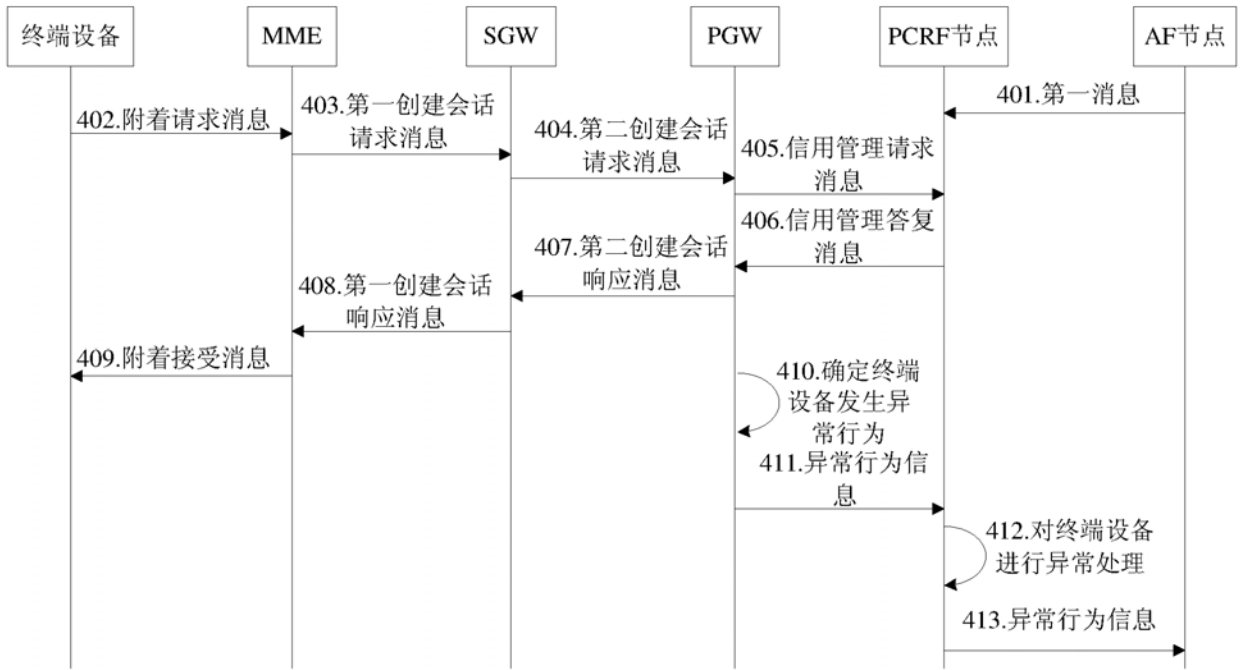 终端设备
MME
SGW
PGW
PCRF节点
AF节点
401.第一消息
402.附着请求消息
403.第一创建会话
请求消息
404.第二创建会话
请求消息
405.信用管理请求
消息
406.信用管理答复
消息
407.第二创建会话
响应消息
408.第一创建会话
响应消息
409.附着接受消息
410.确定终端
设备发生异
常行为
411.异常行为信
息
412.对终端设备
进行异常处理
413.异常行为信息